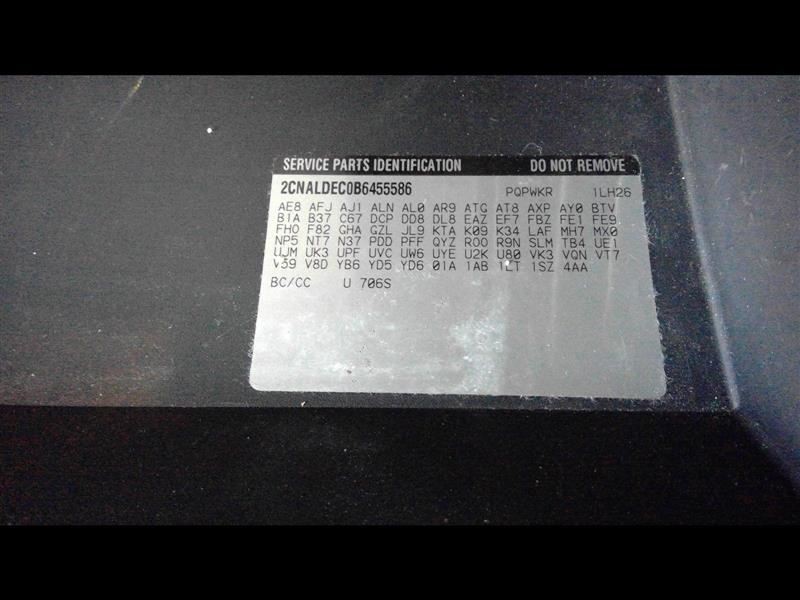 SERVICE PARTS IDENTIFICATION DO NOT REMOVE
2CNALDEC0B6455586 PQPWKR 1LH26
AE8 AFJ AJ1 ALN AL0 AR9 ATG AT8 AXP AY0 BTV
B1A B37 C67 DCP DD8 DL8 EAZ EF7 FBZ FE1 FE9
FHO F82 GHA GZL JL9 KTA K09 K34 LAF MH7 MX0
NP5 NT7 N37 PDD PFF QYZ ROO R9N SLM TB4 UE1
UJM UK3 UPF UVC UW6 UYE U2K U80 VK3 VQN VT7
V39 V8D YB6 YD5 YD6 01A 1AB 1LT 1SZ 4AA
BC/CC U 706S